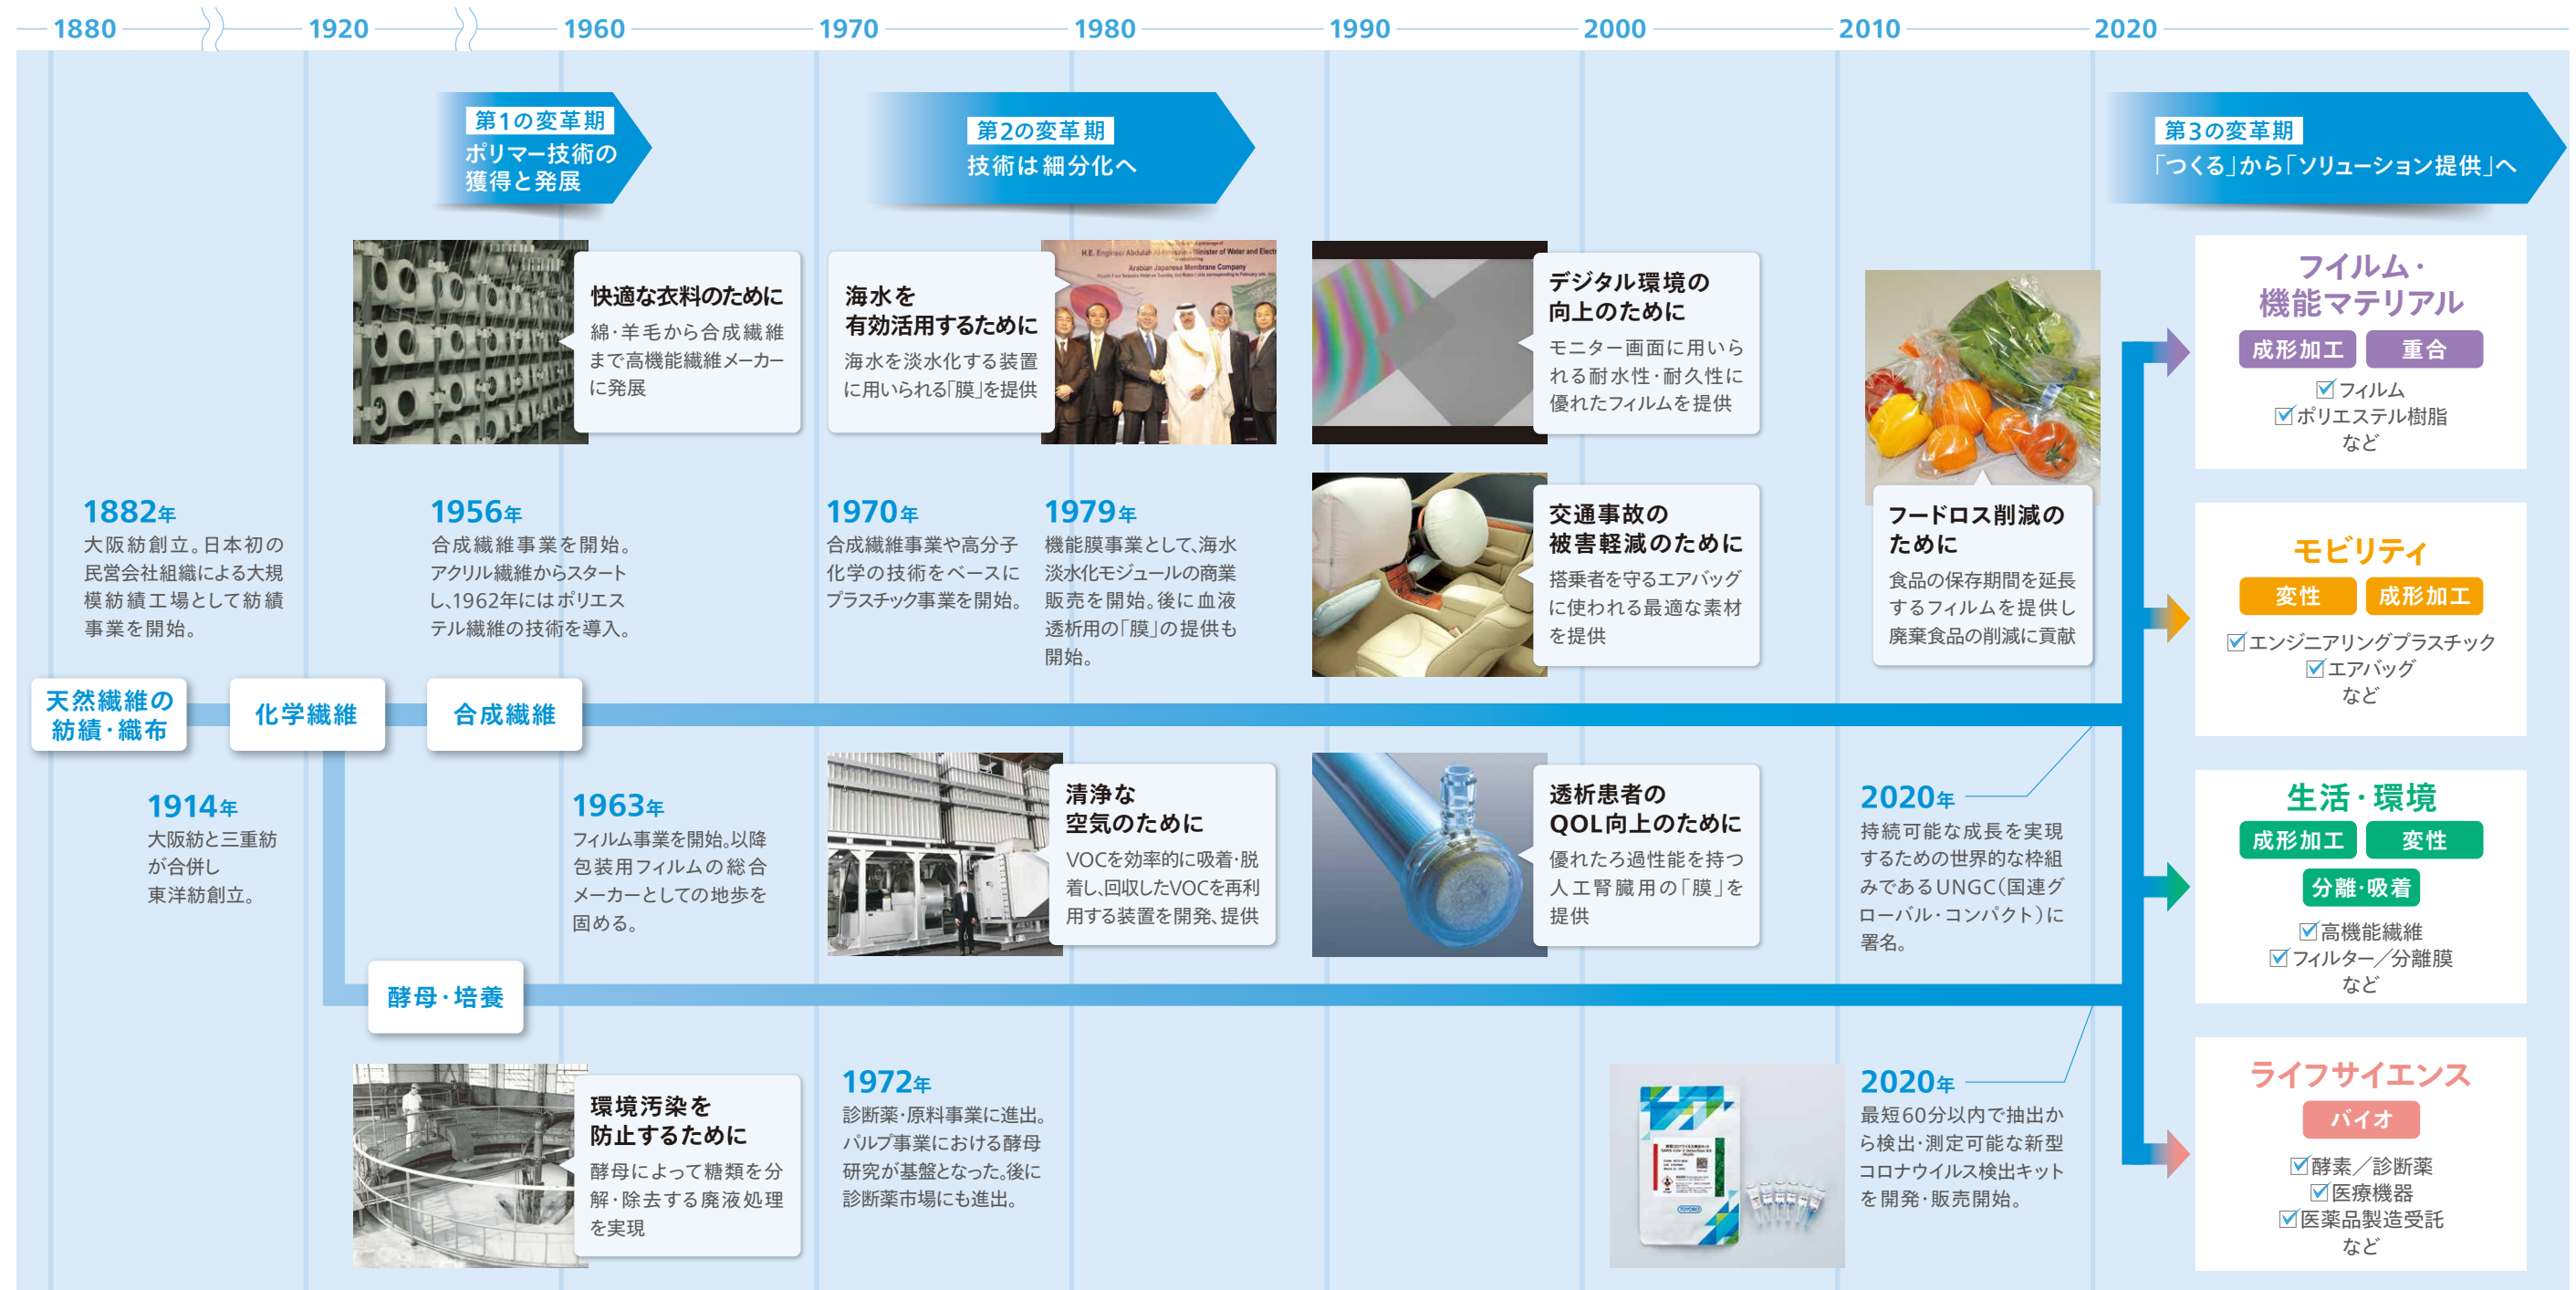 1880
1920
1960
1970
1980
1990
2000
2010
2020
第1の変革期
ポリマー技術の
獲得と発展
第2の変革期
技術は細分化へ
第3の変革期
「つくる」から「ソリューション提供」へ
快適な衣料のために
綿・羊毛から合成繊維
まで高機能繊維メーカー
に発展
海水を
有効活用するために
海水を淡水化する装置
に用いられる「膜」を提供
Arabian Japanese Membrane Company
デジタル環境の
向上のために
モニター画面に用いら
れる耐水性・耐久性に
優れたフィルムを提供
交通事故の
被害軽減のために
搭乗者を守るエアバッグ
に使われる最適な素材
を提供
フードロス削減の
ために
食品の保存期間を延長
するフィルムを提供し
廃棄食品の削減に貢献
1882年
大阪紡創立。日本初の
民営会社組織による大規
模紡績工場として紡績
事業を開始。
1956年
合成繊維事業を開始。
アクリル繊維からスタート
し、1962年にはポリエス
テル繊維の技術を導入。
1970年
合成繊維事業や高分子
化学の技術をベースに
プラスチック事業を開始。
1979年
機能膜事業として、海水
淡水化モジュールの商業
販売を開始。後に血液
透析用の「膜」の提供も
開始。
天然繊維の
紡績・織布
化学繊維
合成繊維
1914年
大阪紡と三重紡
が合併し
東洋紡創立。
1963年
フィルム事業を開始。以降
包装用フィルムの総合
メーカーとしての地歩を
固める。
清浄な
空気のために
VOCを効率的に吸着・脱
着し、回収したVOCを再利
用する装置を開発、提供
透析患者の
QOL向上のために
優れたろ過性能を持つ
人工腎臓用の「膜」を
提供
2020年
持続可能な成長を実現
するための世界的な枠組
みであるUNGC（国連グ
ローバル・コンパクト）に
署名。
酵母・培養
環境汚染を
防止するために
酵母によって糖類を分
解・除去する廃液処理
を実現
1972年
診断薬・原料事業に進出。
パルプ事業における酵母
研究が基盤となった。後に
診断薬市場にも進出。
TOYOBO
2020年
最短60分以内で抽出か
ら検出・測定可能な新型
コロナウイルス検出キット
を開発・販売開始。
フイルム・
機能マテリアル
成形加工 重合
フィルム
ポリエステル樹脂
など
モビリティ
変性 成形加工
エンジニアリングプラスチック
エアバッグ
など
生活・環境
成形加工 変性
分離・吸着
高機能繊維
フィルター／分離膜
など
ライフサイエンス
バイオ
酵素／診断薬
医療機器
医薬品製造受託
など